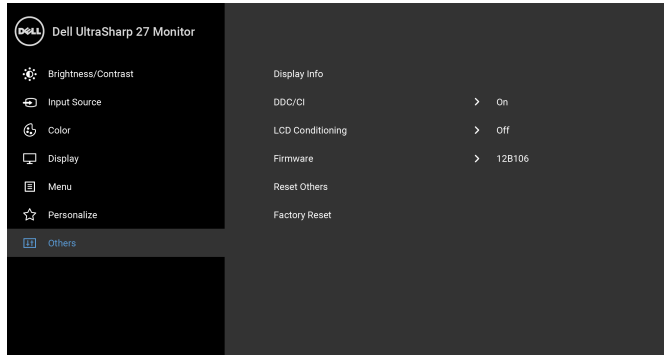 DELL Dell UltraSharp 27 Monitor
Brightness/Contrast
Input Source
Color
Display
Menu
Personalize
Others
Display Info
DDC/CI > On
LCD Conditioning > Off
Firmware > 12B106
Reset Others
Factory Reset